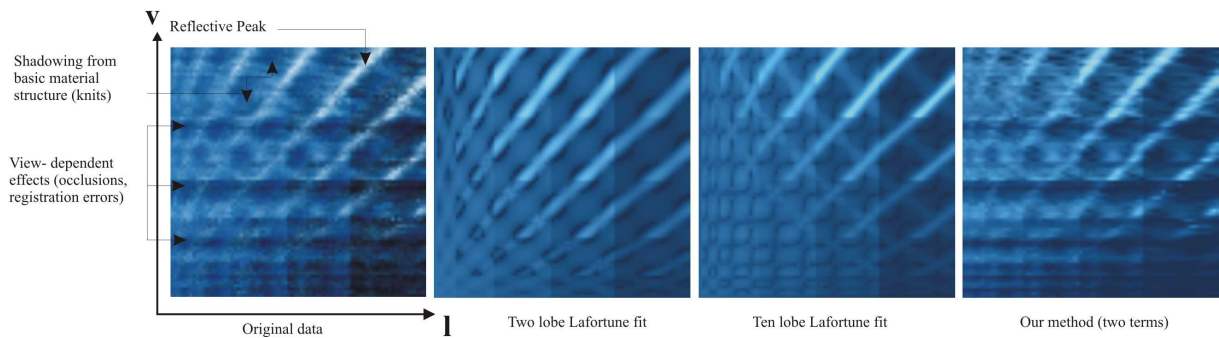 v
Reflective Peak
Shadowing from
basic material
structure (knits)
View- dependent
effects (occlusions,
registration errors)
l
Original data
Two lobe Lafortune fit
Ten lobe Lafortune fit
Our method (two terms)